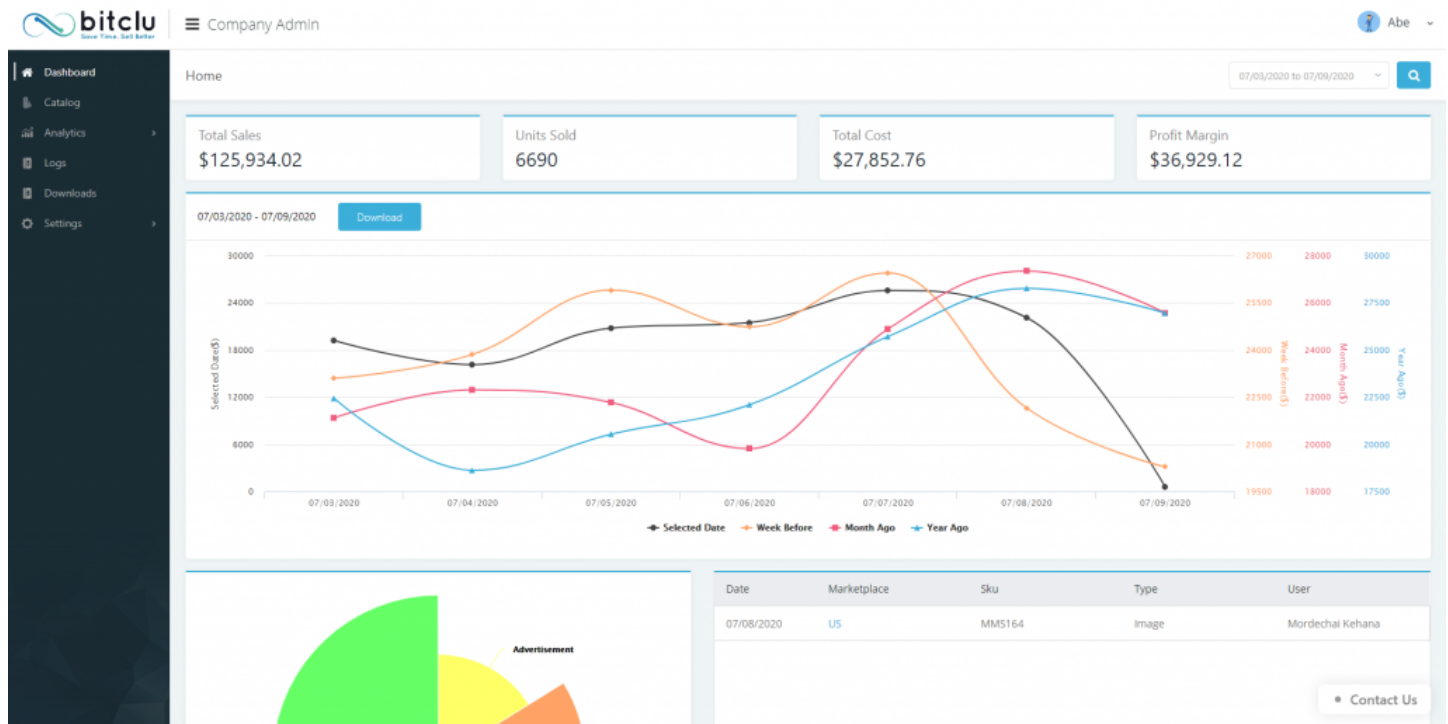 bitclu
Save Time. Sell Better
Company Admin
Abe
Dashboard
Catalog
Analytics
Logs
Downloads
Settings
Home
07/03/2020 to 07/09/2020
Total Sales
$125,934.02
Units Sold
6690
Total Cost
$27,852.76
Profit Margin
$36,929.12
07/03/2020 - 07/09/2020
Download
30000
24000
18000
12000
6000
0
Selected Date($)
27000
25500
24000
22500
21000
19500
Week Before($)
28000
26000
24000
22000
20000
18000
Month Ago($)
30000
27500
25000
22500
20000
17500
Year Ago($)
07/03/2020
07/04/2020
07/05/2020
07/06/2020
07/07/2020
07/08/2020
07/09/2020
Selected Date
Week Before
Month Ago
Year Ago
Advertisement
Date Marketplace Sku Type User
07/08/2020 US MMS164 Image Mordechai Kehana
Contact Us